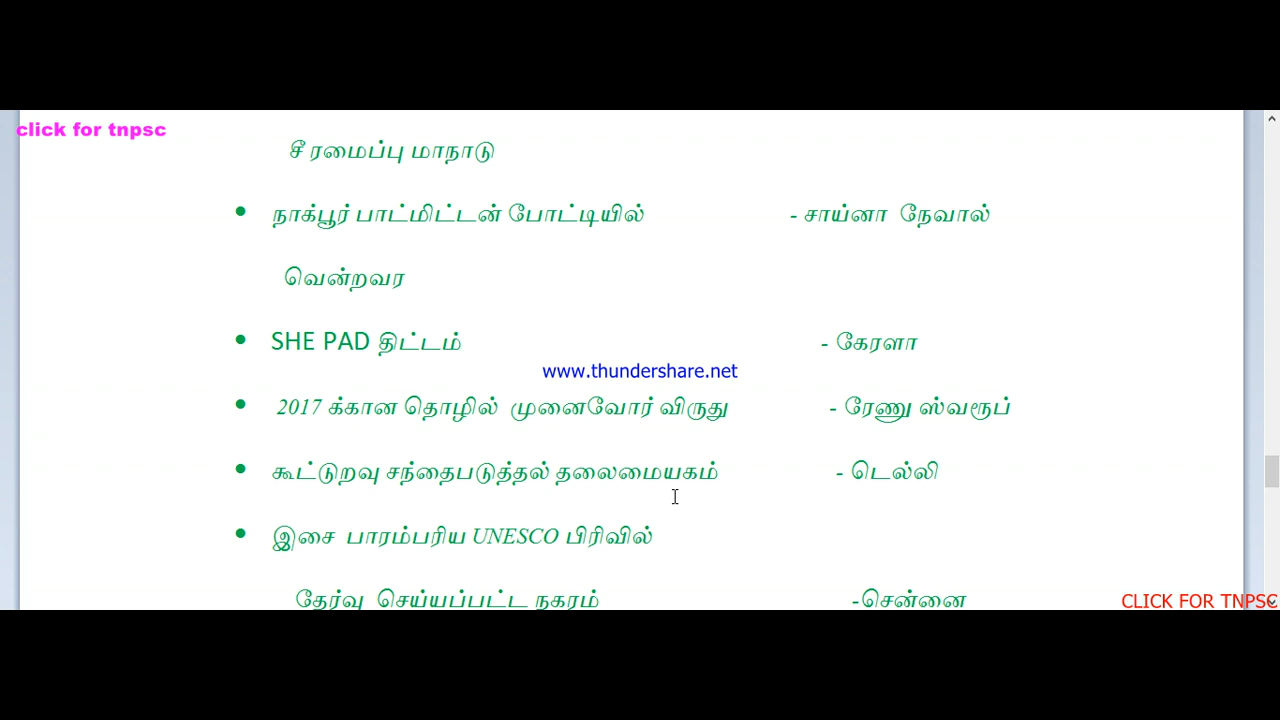 click for tnpsc
சீ ரமைப்பு மாநாடு
நாக்பூர் பாட்மிட்டன் போட்டியில் - சாய்னா நேவால்
வென்றவர
SHE PAD திட்டம் - கேரளா
www.thundershare.net
2017 க்கான தொழில் முனைவோர் விருது - ரேணு ஸ்வரூப்
கூட்டுறவு சந்தைபடுத்தல் தலைமையகம் - டெல்லி
இசை பாரம்பரிய UNESCO பிரிவில்
தேர்வு செய்யப்பட்ட நகரம் -சென்னை
CLICK FOR TNPSC